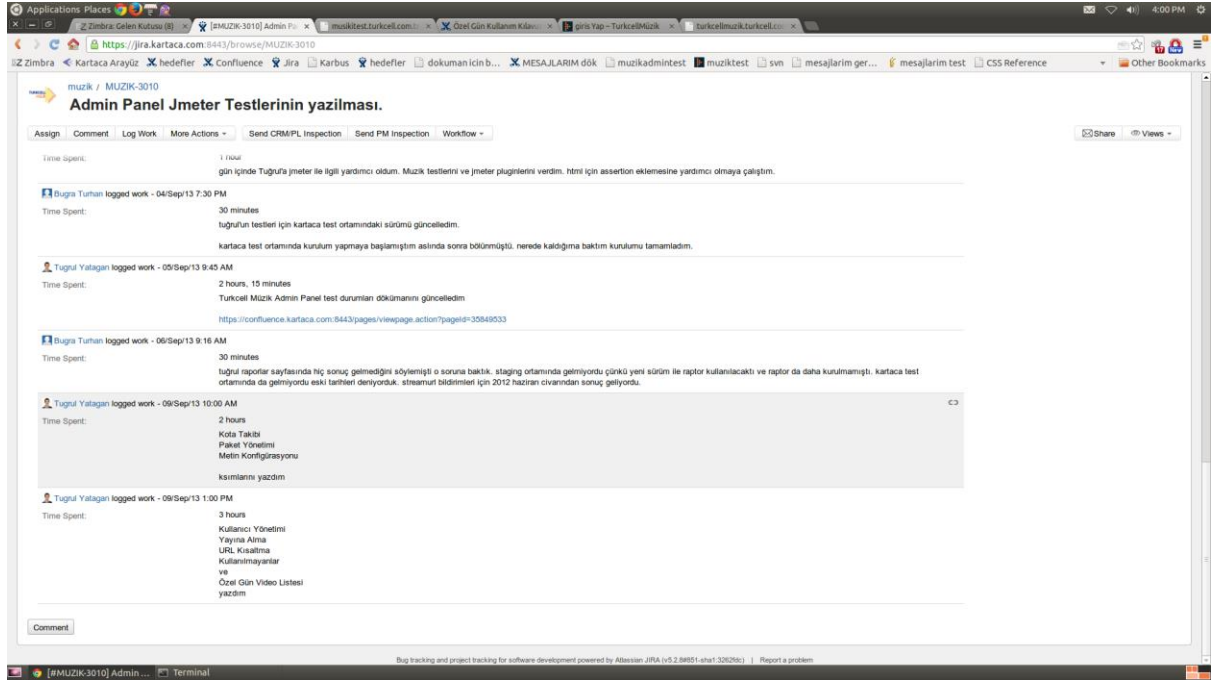 Applications Places 4:00 PM
Zimbra: Gelen Kutusu (8) [#MUZIK-3010] Admin Pa musikitest.turkcell.com.t Özel Gün Kullanım Kılavu giris Yap – TurkcellMüzik turkcellmuzik.turkcell.co
https://jira.kartaca.com:8443/browse/MUZIK-3010
Zimbra Kartaca Arayüz hedefler Confluence Jira Karbus hedefler dokuman icin b... MESAJLARIM dök muzikadmintest muziktest svn mesajlarim ger... mesajlarim test CSS Reference Other Bookmarks
muzik / MUZIK-3010
Admin Panel Jmeter Testlerinin yazilması.
Assign Comment Log Work More Actions Send CRM/PL Inspection Send PM Inspection Workflow Share Views
Time Spent: 1 hour
gün içinde Tuğrul'a jmeter ile ilgili yardımcı oldum. Muzik testlerini ve jmeter pluginlerini verdim. html için assertion eklemesine yardımcı olmaya çalıştım.
Bugra Turhan logged work - 04/Sep/13 7:30 PM
Time Spent: 30 minutes
tuğrul'un testleri için kartaca test ortamındaki sürümü güncelledim.
kartaca test ortamında kurulum yapmaya başlamıştım aslında sonra bölünmüştü. nerede kaldığıma baktım kurulumu tamamladım.
Tugrul Yatagan logged work - 05/Sep/13 9:45 AM
Time Spent: 2 hours, 15 minutes
Turkcell Müzik Admin Panel test durumları dökümanını güncelledim
https://confluence.kartaca.com:8443/pages/viewpage.action?pageId=35849533
Bugra Turhan logged work - 06/Sep/13 9:16 AM
Time Spent: 30 minutes
tuğrul raporlar sayfasında hiç sonuç gelmediğini söylemişti o soruna baktık. staging ortamında gelmiyordu çünkü yeni sürüm ile raptor kullanılacaktı ve raptor da daha kurulmamıştı. kartaca test
ortamında da gelmiyordu eski tarihleri deniyorduk. streamurl bildirimleri için 2012 haziran civarından sonuç geliyordu.
Tugrul Yatagan logged work - 09/Sep/13 10:00 AM
Time Spent: 2 hours
Kota Takibi
Paket Yönetimi
Metin Konfigürasyonu
ksımlarını yazdım
Tugrul Yatagan logged work - 09/Sep/13 1:00 PM
Time Spent: 3 hours
Kullanıcı Yönetimi
Yayına Alma
URL Kısaltma
Kullanılmayanlar
ve
Özel Gün Video Listesi
yazdım
Comment
Bug tracking and project tracking for software development powered by Atlassian JIRA (v5.2.8#851-sha1:3262fdc) | Report a problem
[#MUZIK-3010] Admin ... Terminal